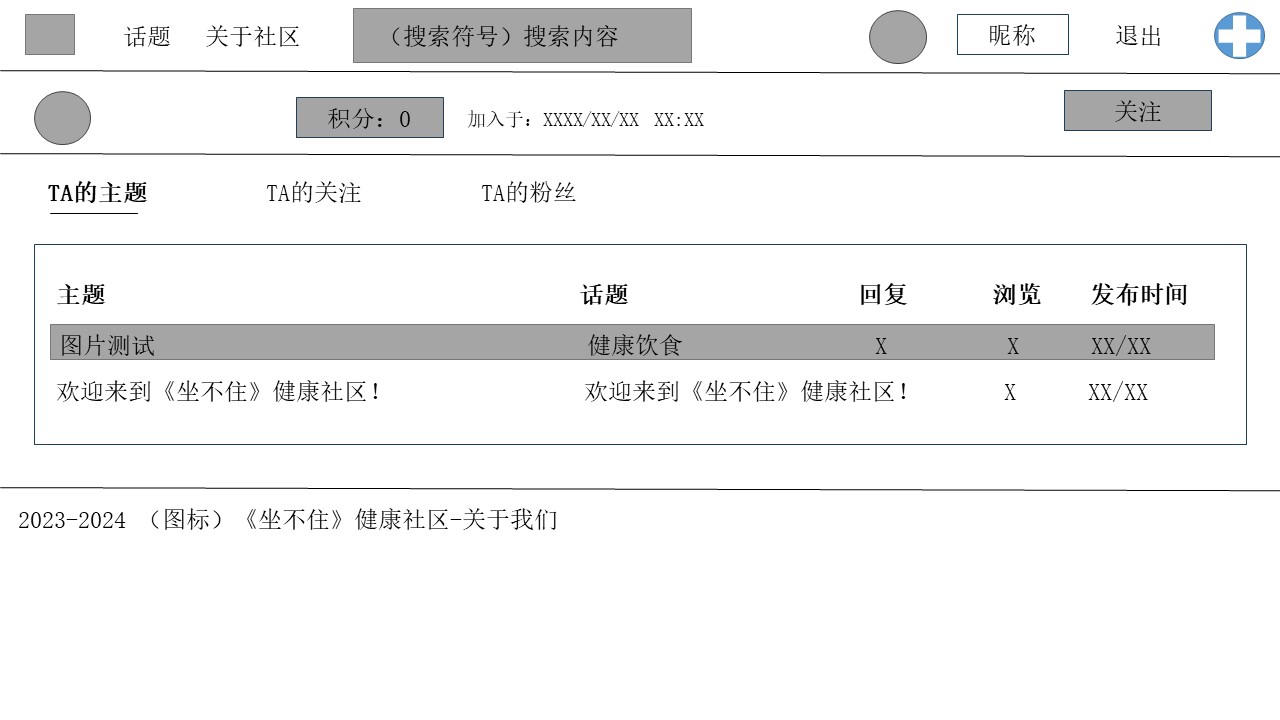 话题 关于社区 （搜索符号）搜索内容 昵称 退出
积分：0 加入于：XXXX/XX/XX XX:XX 关注
TA的主题 TA的关注 TA的粉丝
主题 话题 回复 浏览 发布时间
图片测试 健康饮食 X X XX/XX
欢迎来到《坐不住》健康社区！ 欢迎来到《坐不住》健康社区！ X XX/XX
2023-2024 （图标）《坐不住》健康社区-关于我们